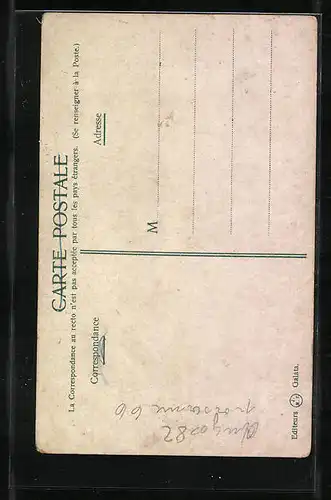 CARTE POSTALE
La Correspondance au recto n'est pas acceptée par tous les pays étrangers. (Se renseigner à la Poste.)
Correspondance
Adresse
M
Editeurs
Galata.